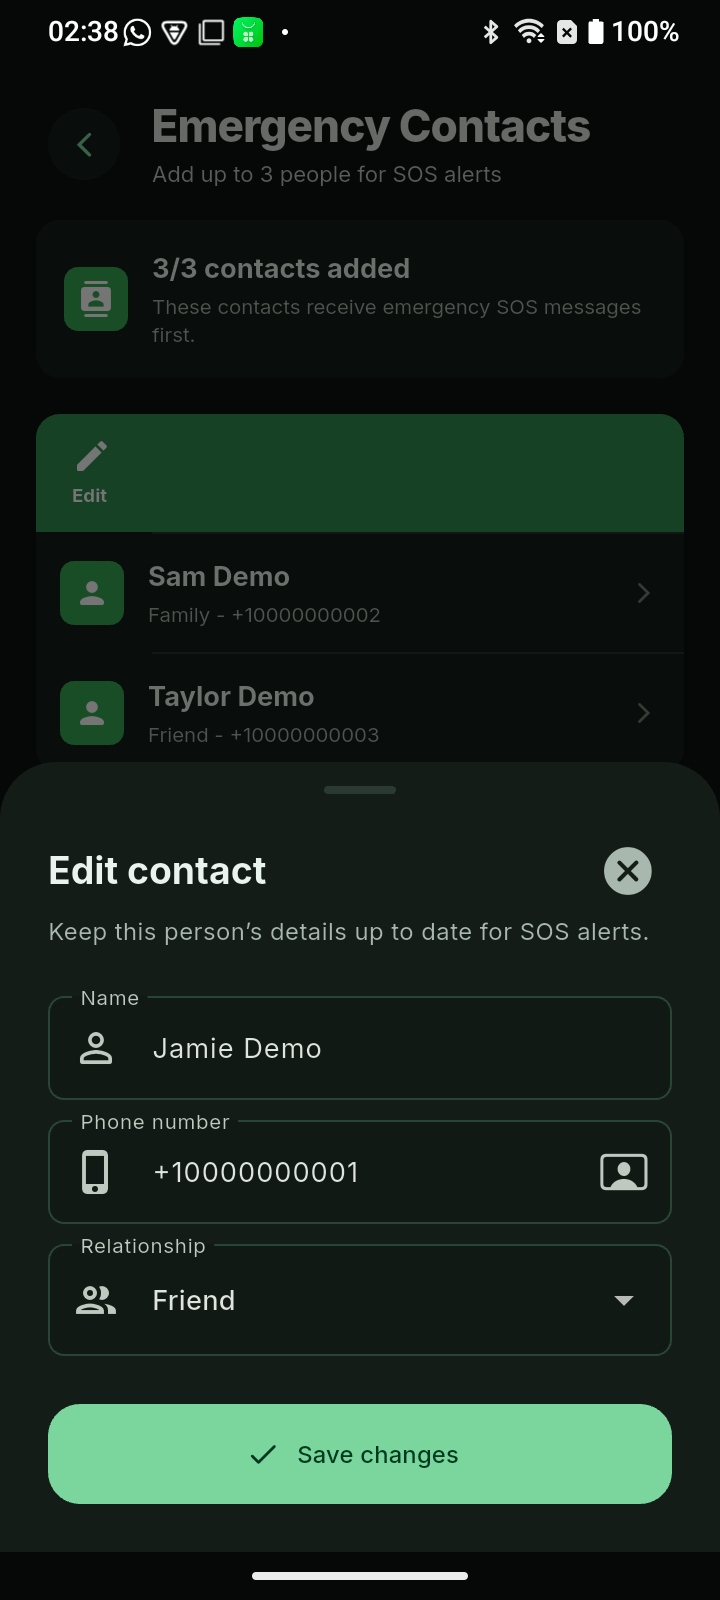 02:38
100%
Emergency Contacts
Add up to 3 people for SOS alerts
3/3 contacts added
These contacts receive emergency SOS messages
first.
Edit
Sam Demo
Family - +10000000002
Taylor Demo
Friend - +10000000003
Edit contact
Keep this person’s details up to date for SOS alerts.
Name
Jamie Demo
Phone number
+10000000001
Relationship
Friend
Save changes